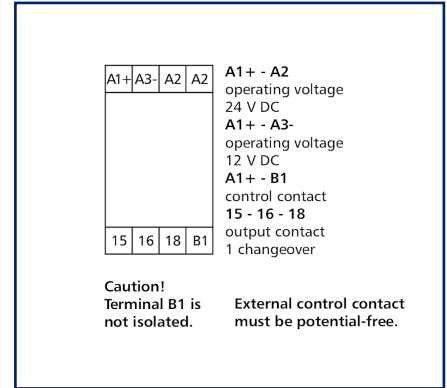 A1+ A3- A2 A2
A1+ - A2
operating voltage
24 V DC
A1+ - A3-
operating voltage
12 V DC
A1+ - B1
control contact
15 - 16 - 18
output contact
1 changeover
15 16 18 B1
Caution!
Terminal B1 is
not isolated.
External control contact
must be potential-free.